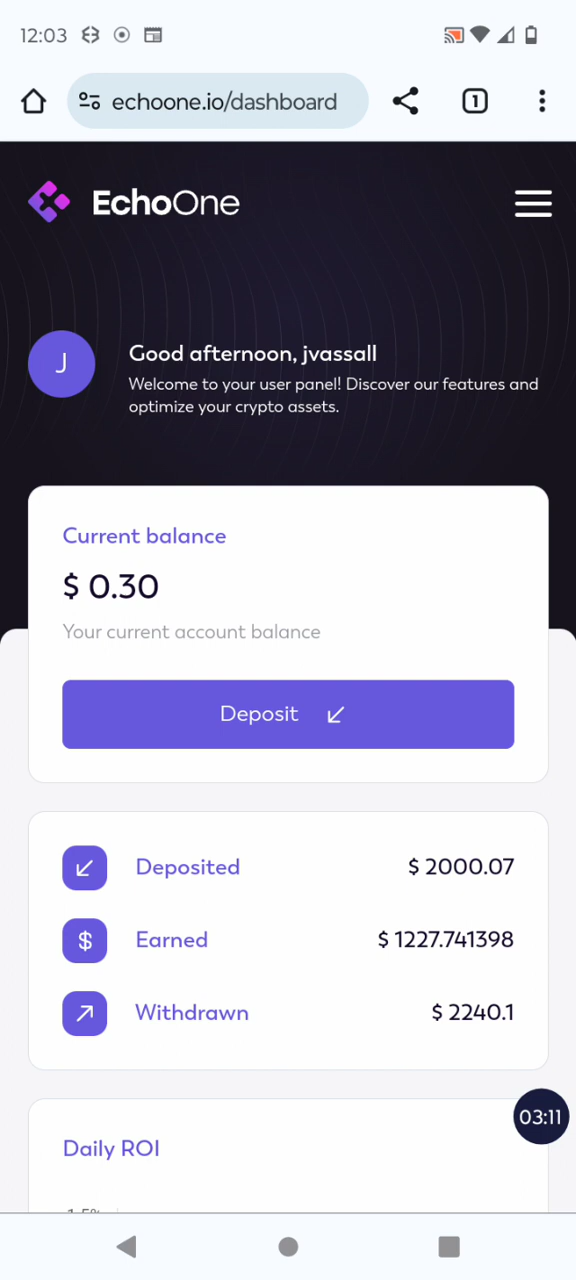 12:03
echoone.io/dashboard
1
EchoOne
J
Good afternoon, jvassall
Welcome to your user panel! Discover our features and
optimize your crypto assets.
Current balance
$ 0.30
Your current account balance
Deposit
Deposited $ 2000.07
$ Earned $ 1227.741398
Withdrawn $ 2240.1
03:11
Daily ROI